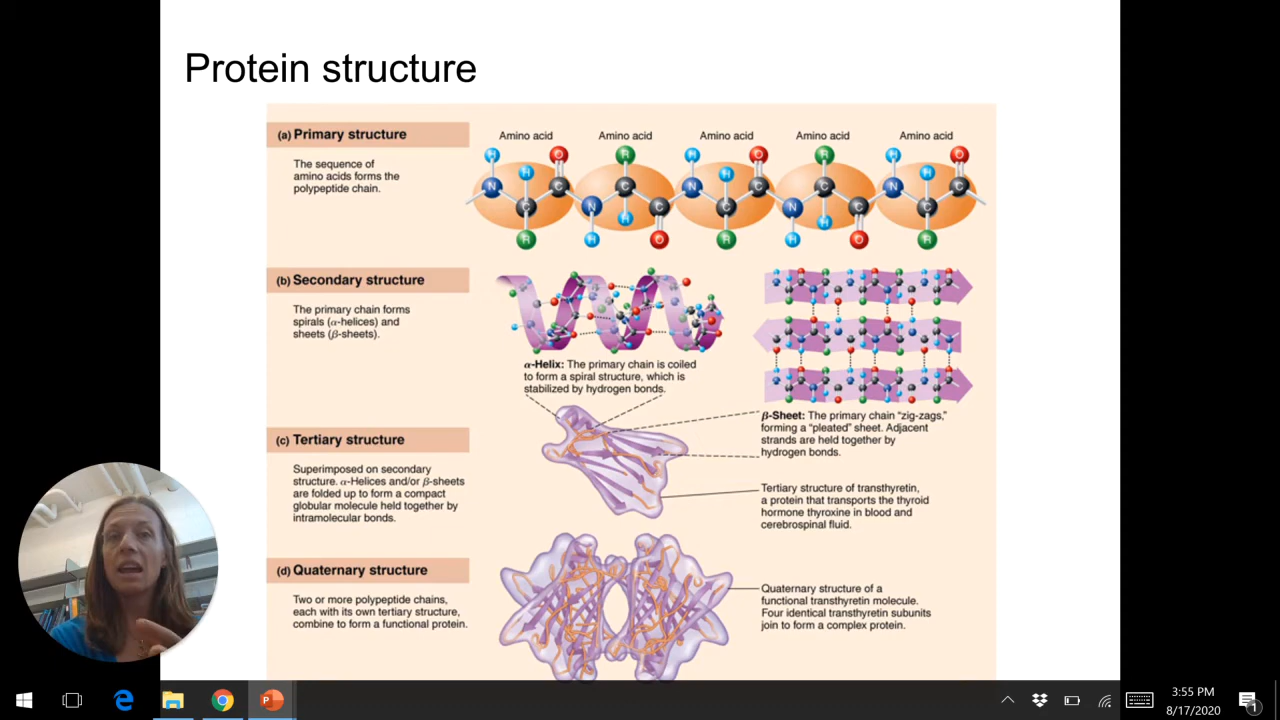 Protein structure
(a) Primary structure
The sequence of
amino acids forms the
polypeptide chain.
Amino acid Amino acid Amino acid Amino acid Amino acid
H O R H O R H O
H H H
N C C N C C N C C N C C N C C
H H
R H O R H O R
(b) Secondary structure
The primary chain forms
spirals (α-helices) and
sheets (β-sheets).
α-Helix: The primary chain is coiled
to form a spiral structure, which is
stabilized by hydrogen bonds.
β-Sheet: The primary chain “zig-zags,”
forming a “pleated” sheet. Adjacent
strands are held together by
hydrogen bonds.
(c) Tertiary structure
Superimposed on secondary
structure. α-Helices and/or β-sheets
are folded up to form a compact
globular molecule held together by
intramolecular bonds.
Tertiary structure of transthyretin,
a protein that transports the thyroid
hormone thyroxine in blood and
cerebrospinal fluid.
(d) Quaternary structure
Two or more polypeptide chains,
each with its own tertiary structure,
combine to form a functional protein.
Quaternary structure of a
functional transthyretin molecule.
Four identical transthyretin subunits
join to form a complex protein.
3:55 PM
8/17/2020
1